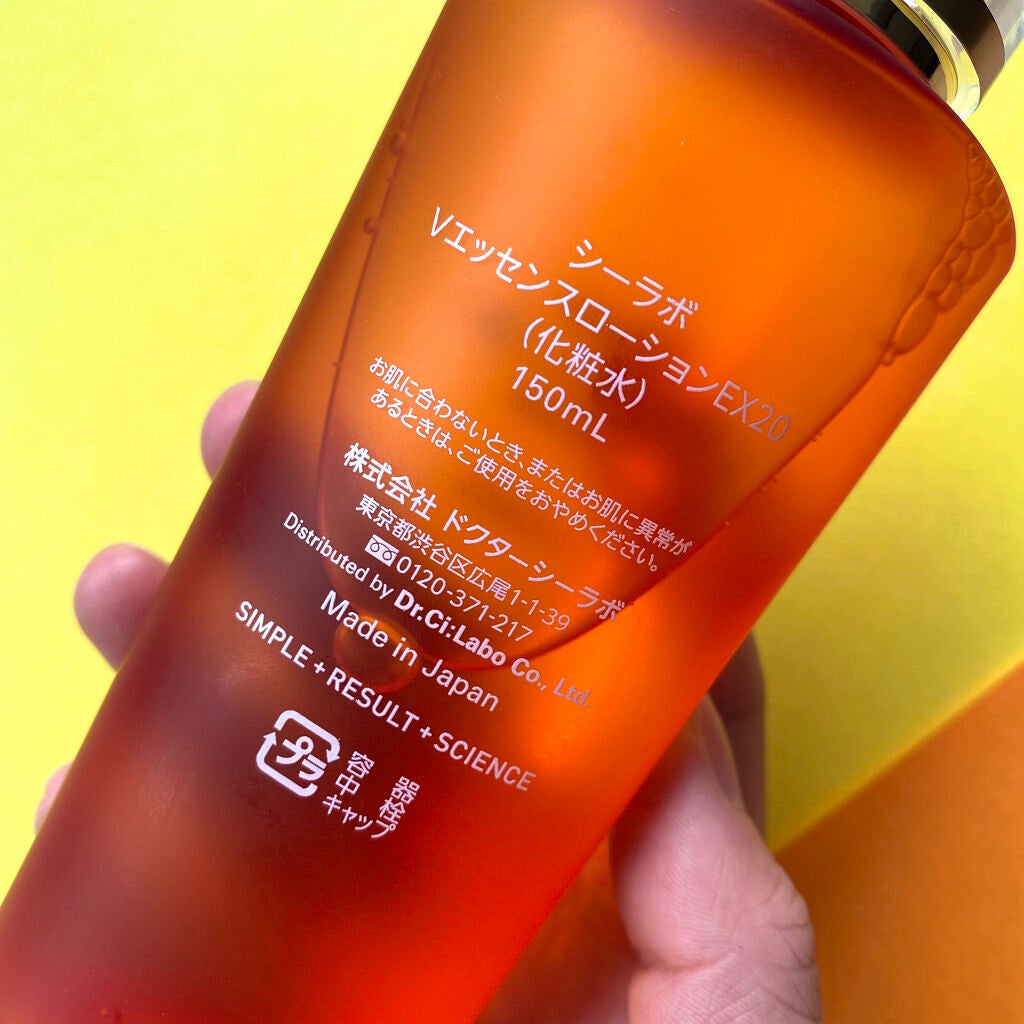 シーラボ
VエッセンスローションEX20
(化粧水)
150mL
お肌に合わないとき、またはお肌に異常が
あるときは、ご使用をおやめください。
株式会社 ドクターシーラボ
東京都渋谷区広尾1-1-39
0120-371-217
Distributed by Dr.Ci:Labo Co., Ltd.
Made in Japan
SIMPLE + RESULT + SCIENCE
プラ
容器
中栓
キャップ